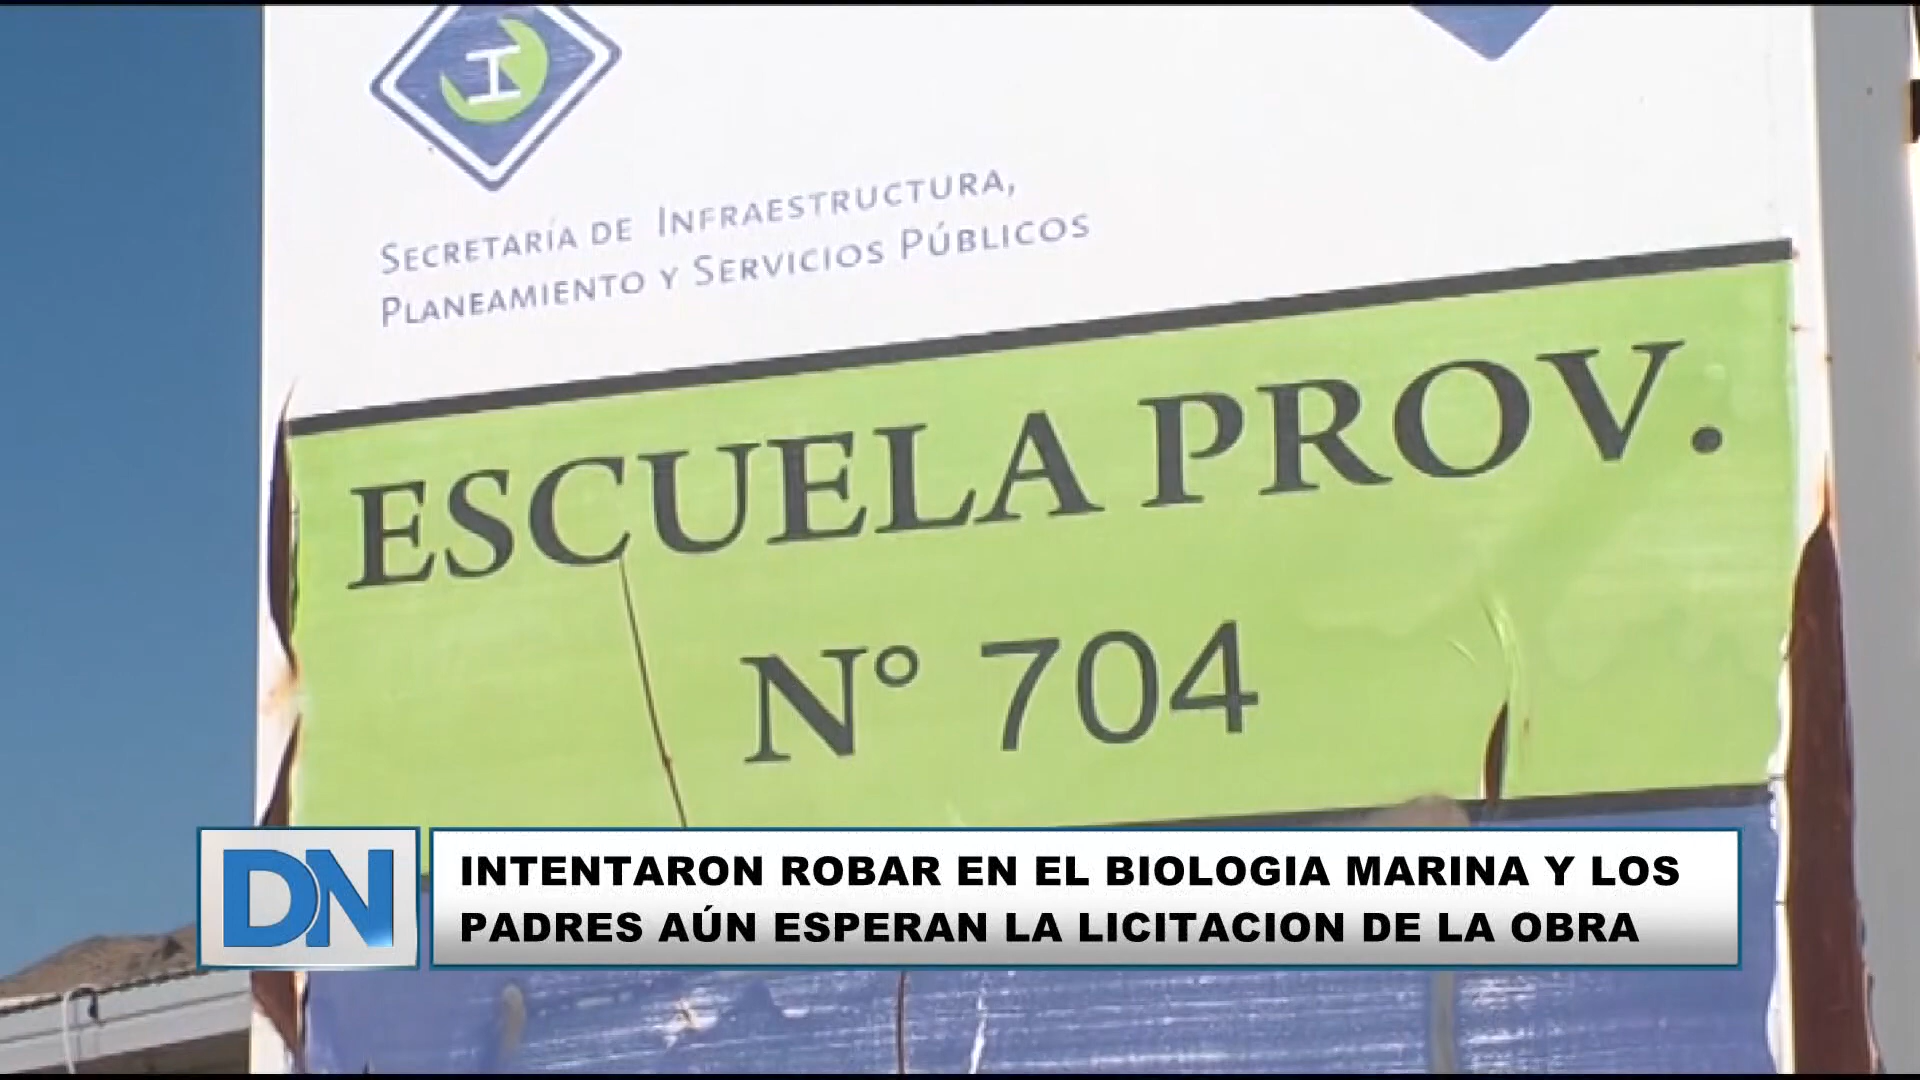 SECRETARÍA DE INFRAESTRUCTURA,
PLANEAMIENTO Y SERVICIOS PÚBLICOS
ESCUELA PROV.
N° 704
DN
INTENTARON ROBAR EN EL BIOLOGIA MARINA Y LOS
PADRES AÚN ESPERAN LA LICITACION DE LA OBRA